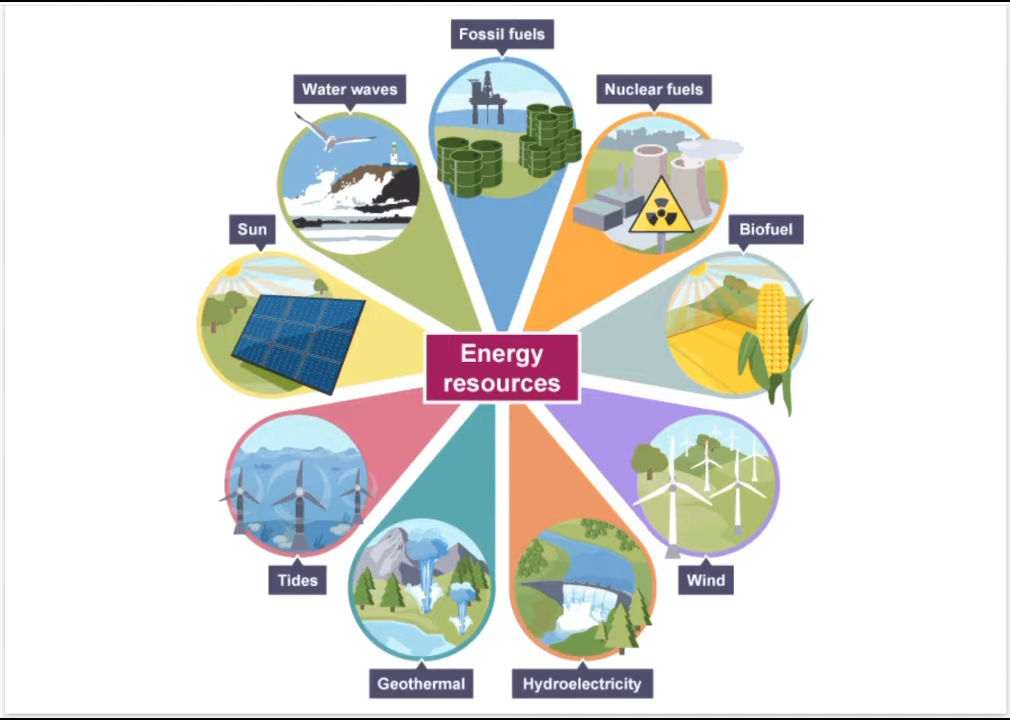 Fossil fuels
Water waves
Nuclear fuels
Sun
Biofuel
Energy
resources
Tides
Wind
Geothermal
Hydroelectricity